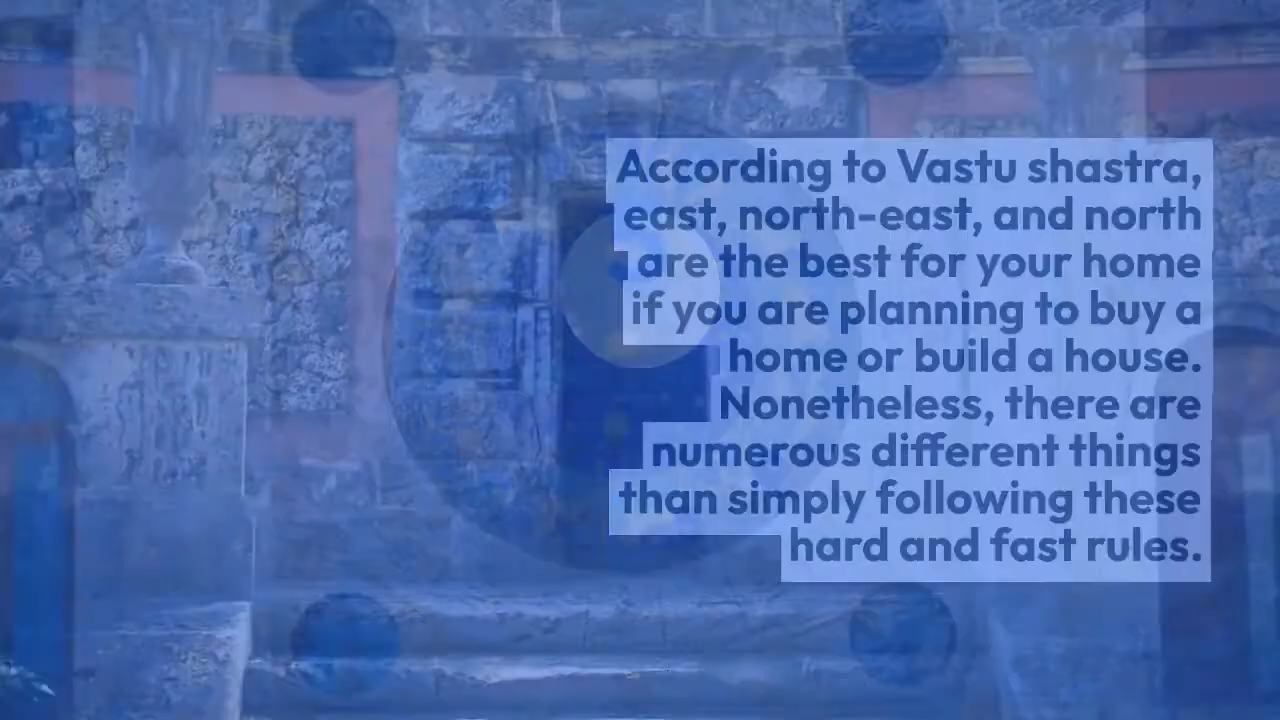 According to Vastu shastra,
east, north-east, and north
are the best for your home
if you are planning to buy a
home or build a house.
Nonetheless, there are
numerous different things
than simply following these
hard and fast rules.